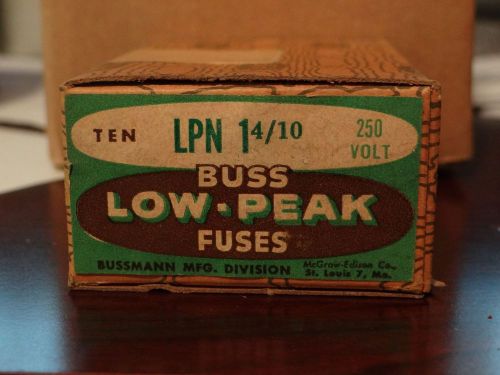 TEN LPN 1 4/10 250
VOLT
BUSS
LOW-PEAK
FUSES
BUSSMANN MFG. DIVISION McGraw-Edison Co.,
St. Louis 7, Mo.